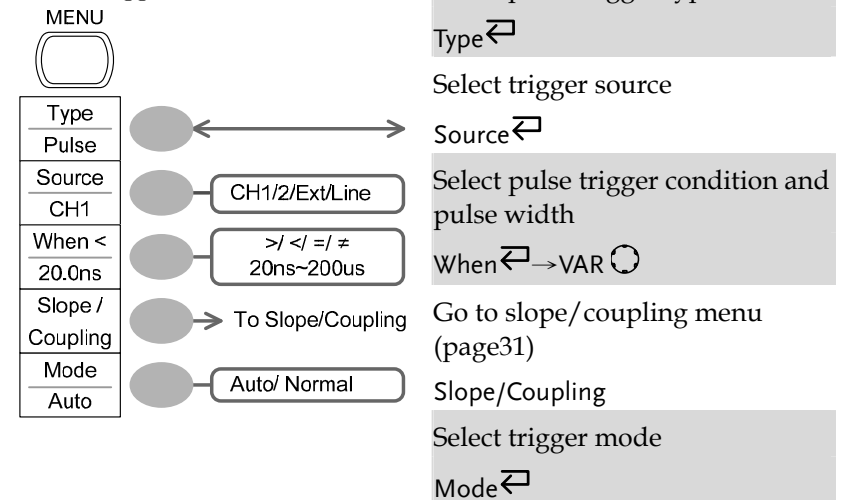 MENU
Type
Pulse
Source
CH1
CH1/2/Ext/Line
When <
20.0ns
>/ </ =/ ≠
20ns~200us
Slope /
Coupling
To Slope/Coupling
Mode
Auto
Auto/ Normal
Type
Select trigger source
Source
Select pulse trigger condition and
pulse width
When→VAR
Go to slope/coupling menu
(page31)
Slope/Coupling
Select trigger mode
Mode